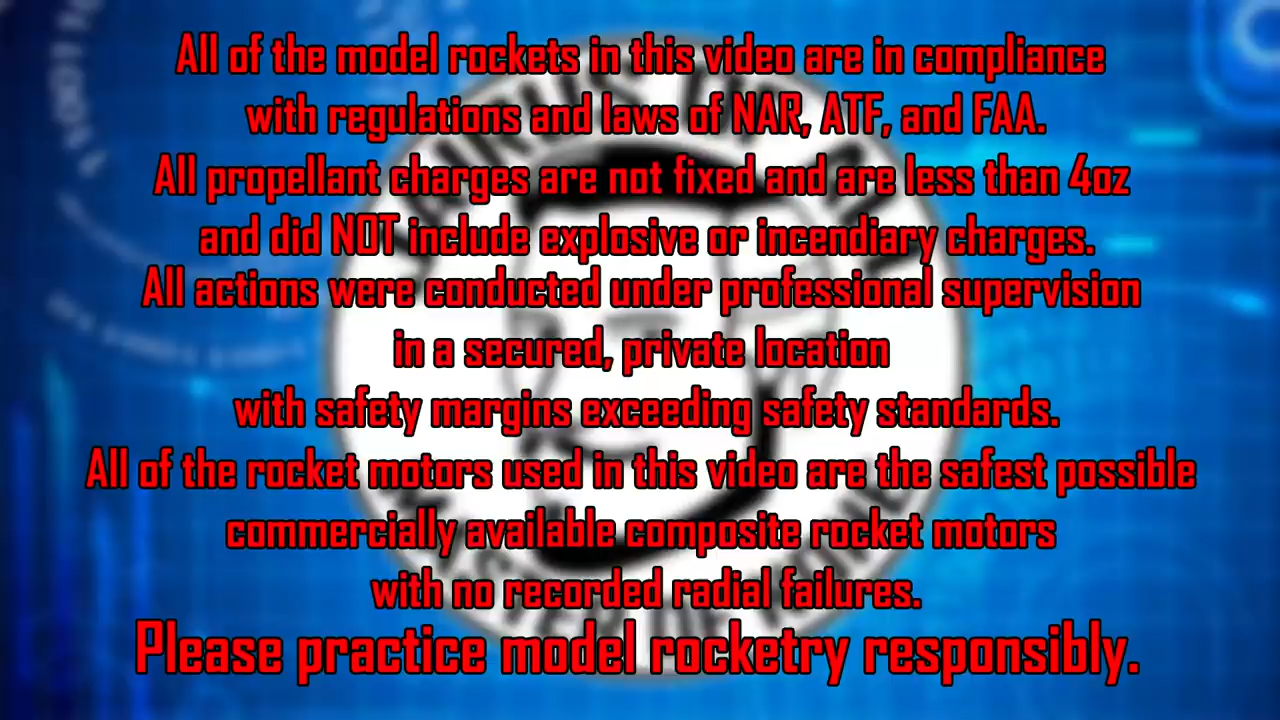 All of the model rockets in this video are in compliance
with regulations and laws of NAR, ATF, and FAA.
All propellant charges are not fixed and are less than 4oz
and did NOT include explosive or incendiary charges.
All actions were conducted under professional supervision
in a secured, private location
with safety margins exceeding safety standards.
All of the rocket motors used in this video are the safest possible
commercially available composite rocket motors
with no recorded radial failures.
Please practice model rocketry responsibly.